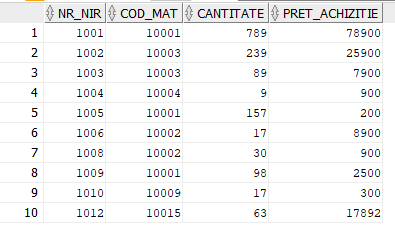 NR_NIR COD_MAT CANTITATE PRET_ACHIZITIE
1 1001 10001 789 78900
2 1002 10003 239 25900
3 1003 10003 89 7900
4 1004 10004 9 900
5 1005 10001 157 200
6 1006 10002 17 8900
7 1008 10002 30 900
8 1009 10001 98 2500
9 1010 10009 17 300
10 1012 10015 63 17892